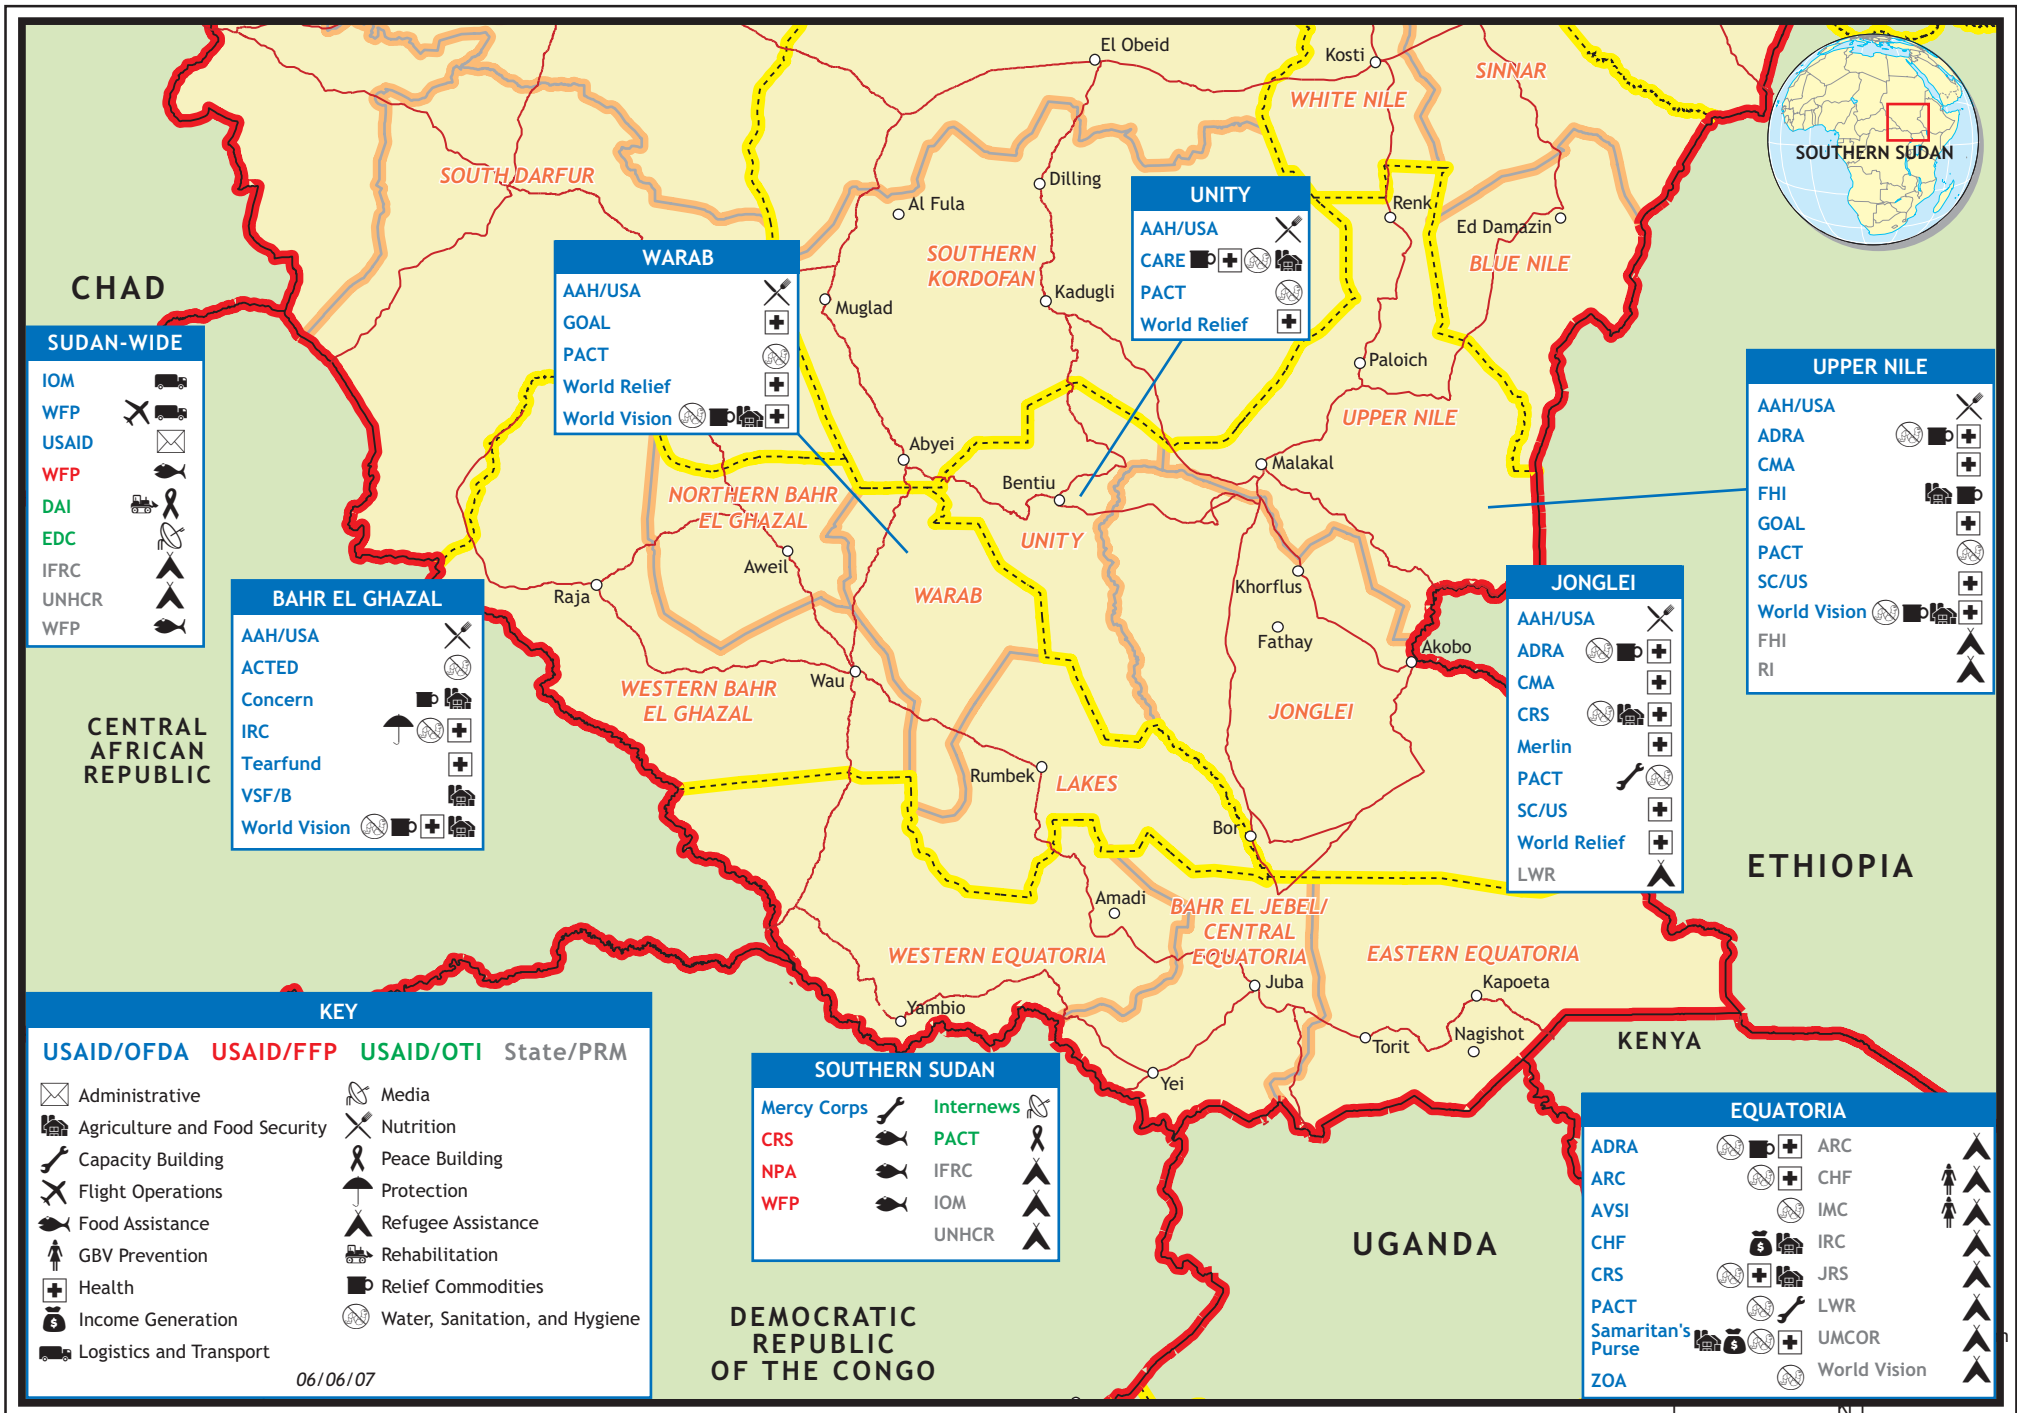 El Obeid
Kosti
SINNAR
WHITE NILE
SOUTHERN SUDAN
SOUTH DARFUR
Dilling
Al Fula
Renk
Ed Damazin
SOUTHERN
KORDOFAN
BLUE NILE
CHAD
Kadugli
Muglad
Paloich
UPPER NILE
Abyei
Malakal
Bentiu
NORTHERN BAHR
EL GHAZAL
UNITY
Aweil
Raja
WARAB
Khorflus
Fathay
Akobo
Wau
WESTERN BAHR
EL GHAZAL
JONGLEI
CENTRAL
AFRICAN
REPUBLIC
Rumbek
LAKES
Bor
ETHIOPIA
Amadi
BAHR EL JEBEL/
CENTRAL
EQUATORIA
WESTERN EQUATORIA
EASTERN EQUATORIA
Juba
Kapoeta
Yambio
Nagishot
Torit
KENYA
Yei
UGANDA
DEMOCRATIC
REPUBLIC
OF THE CONGO
UNITY
AAH/USA
CARE
PACT
World Relief
WARAB
AAH/USA
GOAL
PACT
World Relief
World Vision
SUDAN-WIDE
IOM
WFP
USAID
WFP
DAI
EDC
IFRC
UNHCR
WFP
UPPER NILE
AAH/USA
ADRA
CMA
FHI
GOAL
PACT
SC/US
World Vision
FHI
RI
BAHR EL GHAZAL
AAH/USA
ACTED
Concern
IRC
Tearfund
VSF/B
World Vision
JONGLEI
AAH/USA
ADRA
CMA
CRS
Merlin
PACT
SC/US
World Relief
LWR
SOUTHERN SUDAN
Mercy Corps
CRS
NPA
WFP
Internews
PACT
IFRC
IOM
UNHCR
EQUATORIA
ADRA
ARC
AVSI
CHF
CRS
PACT
Samaritan's
Purse
ZOA
ARC
CHF
IMC
IRC
JRS
LWR
UMCOR
World Vision
KEY
USAID/OFDA USAID/FFP USAID/OTI State/PRM
Administrative
Agriculture and Food Security
Capacity Building
Flight Operations
Food Assistance
GBV Prevention
Health
Income Generation
Logistics and Transport
Media
Nutrition
Peace Building
Protection
Refugee Assistance
Rehabilitation
Relief Commodities
Water, Sanitation, and Hygiene
06/06/07